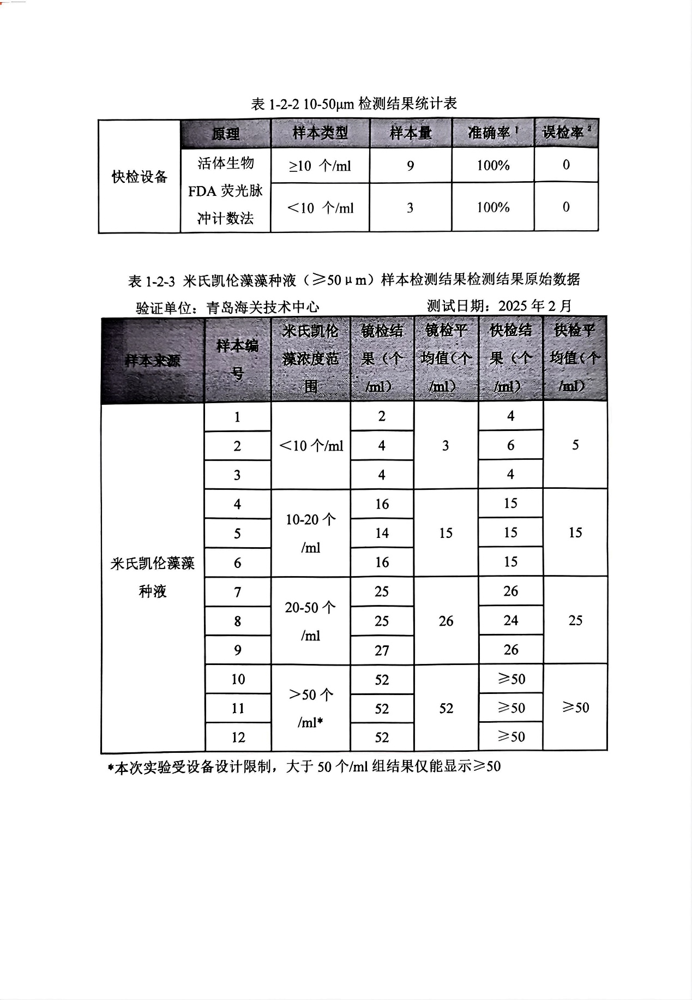 表 1-2-2 10-50μm 检测结果统计表
快检设备 原理 样本类型 样本量 准确率¹ 误检率²
活体生物FDA 荧光脉冲计数法 ≥10 个/ml 9 100% 0
＜10 个/ml 3 100% 0
表 1-2-3 米氏凯伦藻藻种液（≥50μm）样本检测结果检测结果原始数据
验证单位：青岛海关技术中心 测试日期：2025 年 2 月
样本来源 样本编号 米氏凯伦藻浓度范围 镜检结果（个/ml） 镜检平均值（个/ml） 快检结果（个/ml） 快检平均值（个/ml）
米氏凯伦藻藻种液 1 ＜10 个/ml 2 3 4 5
2 4 6
3 4 4
4 10-20 个/ml 16 15 15 15
5 14 15
6 16 15
7 20-50 个/ml 25 26 26 25
8 25 24
9 27 26
10 ＞50 个/ml* 52 52 ≥50 ≥50
11 52 ≥50
12 52 ≥50
*本次实验受设备设计限制，大于 50 个/ml 组结果仅能显示≥50